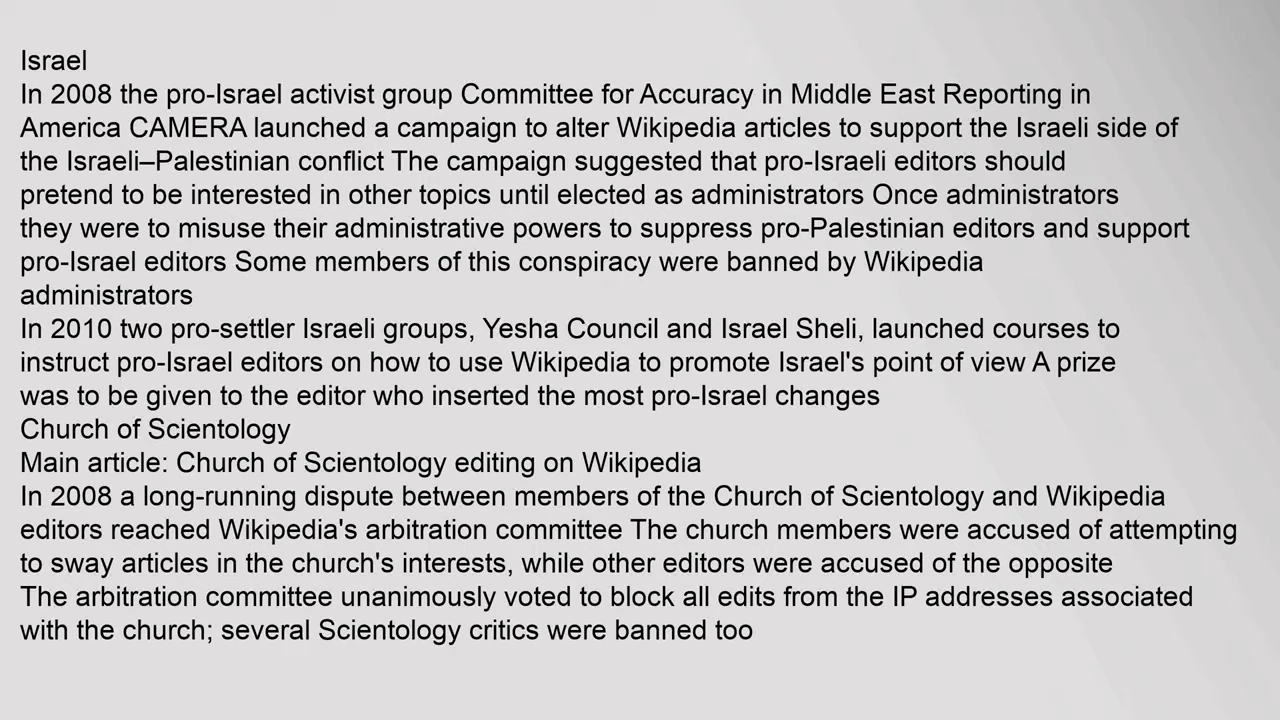 Israel
In 2008 the pro-Israel activist group Committee for Accuracy in Middle East Reporting in
America CAMERA launched a campaign to alter Wikipedia articles to support the Israeli side of
the Israeli–Palestinian conflict The campaign suggested that pro-Israeli editors should
pretend to be interested in other topics until elected as administrators Once administrators
they were to misuse their administrative powers to suppress pro-Palestinian editors and support
pro-Israel editors Some members of this conspiracy were banned by Wikipedia
administrators
In 2010 two pro-settler Israeli groups, Yesha Council and Israel Sheli, launched courses to
instruct pro-Israel editors on how to use Wikipedia to promote Israel's point of view A prize
was to be given to the editor who inserted the most pro-Israel changes
Church of Scientology
Main article: Church of Scientology editing on Wikipedia
In 2008 a long-running dispute between members of the Church of Scientology and Wikipedia
editors reached Wikipedia's arbitration committee The church members were accused of attempting
to sway articles in the church's interests, while other editors were accused of the opposite
The arbitration committee unanimously voted to block all edits from the IP addresses associated
with the church; several Scientology critics were banned too